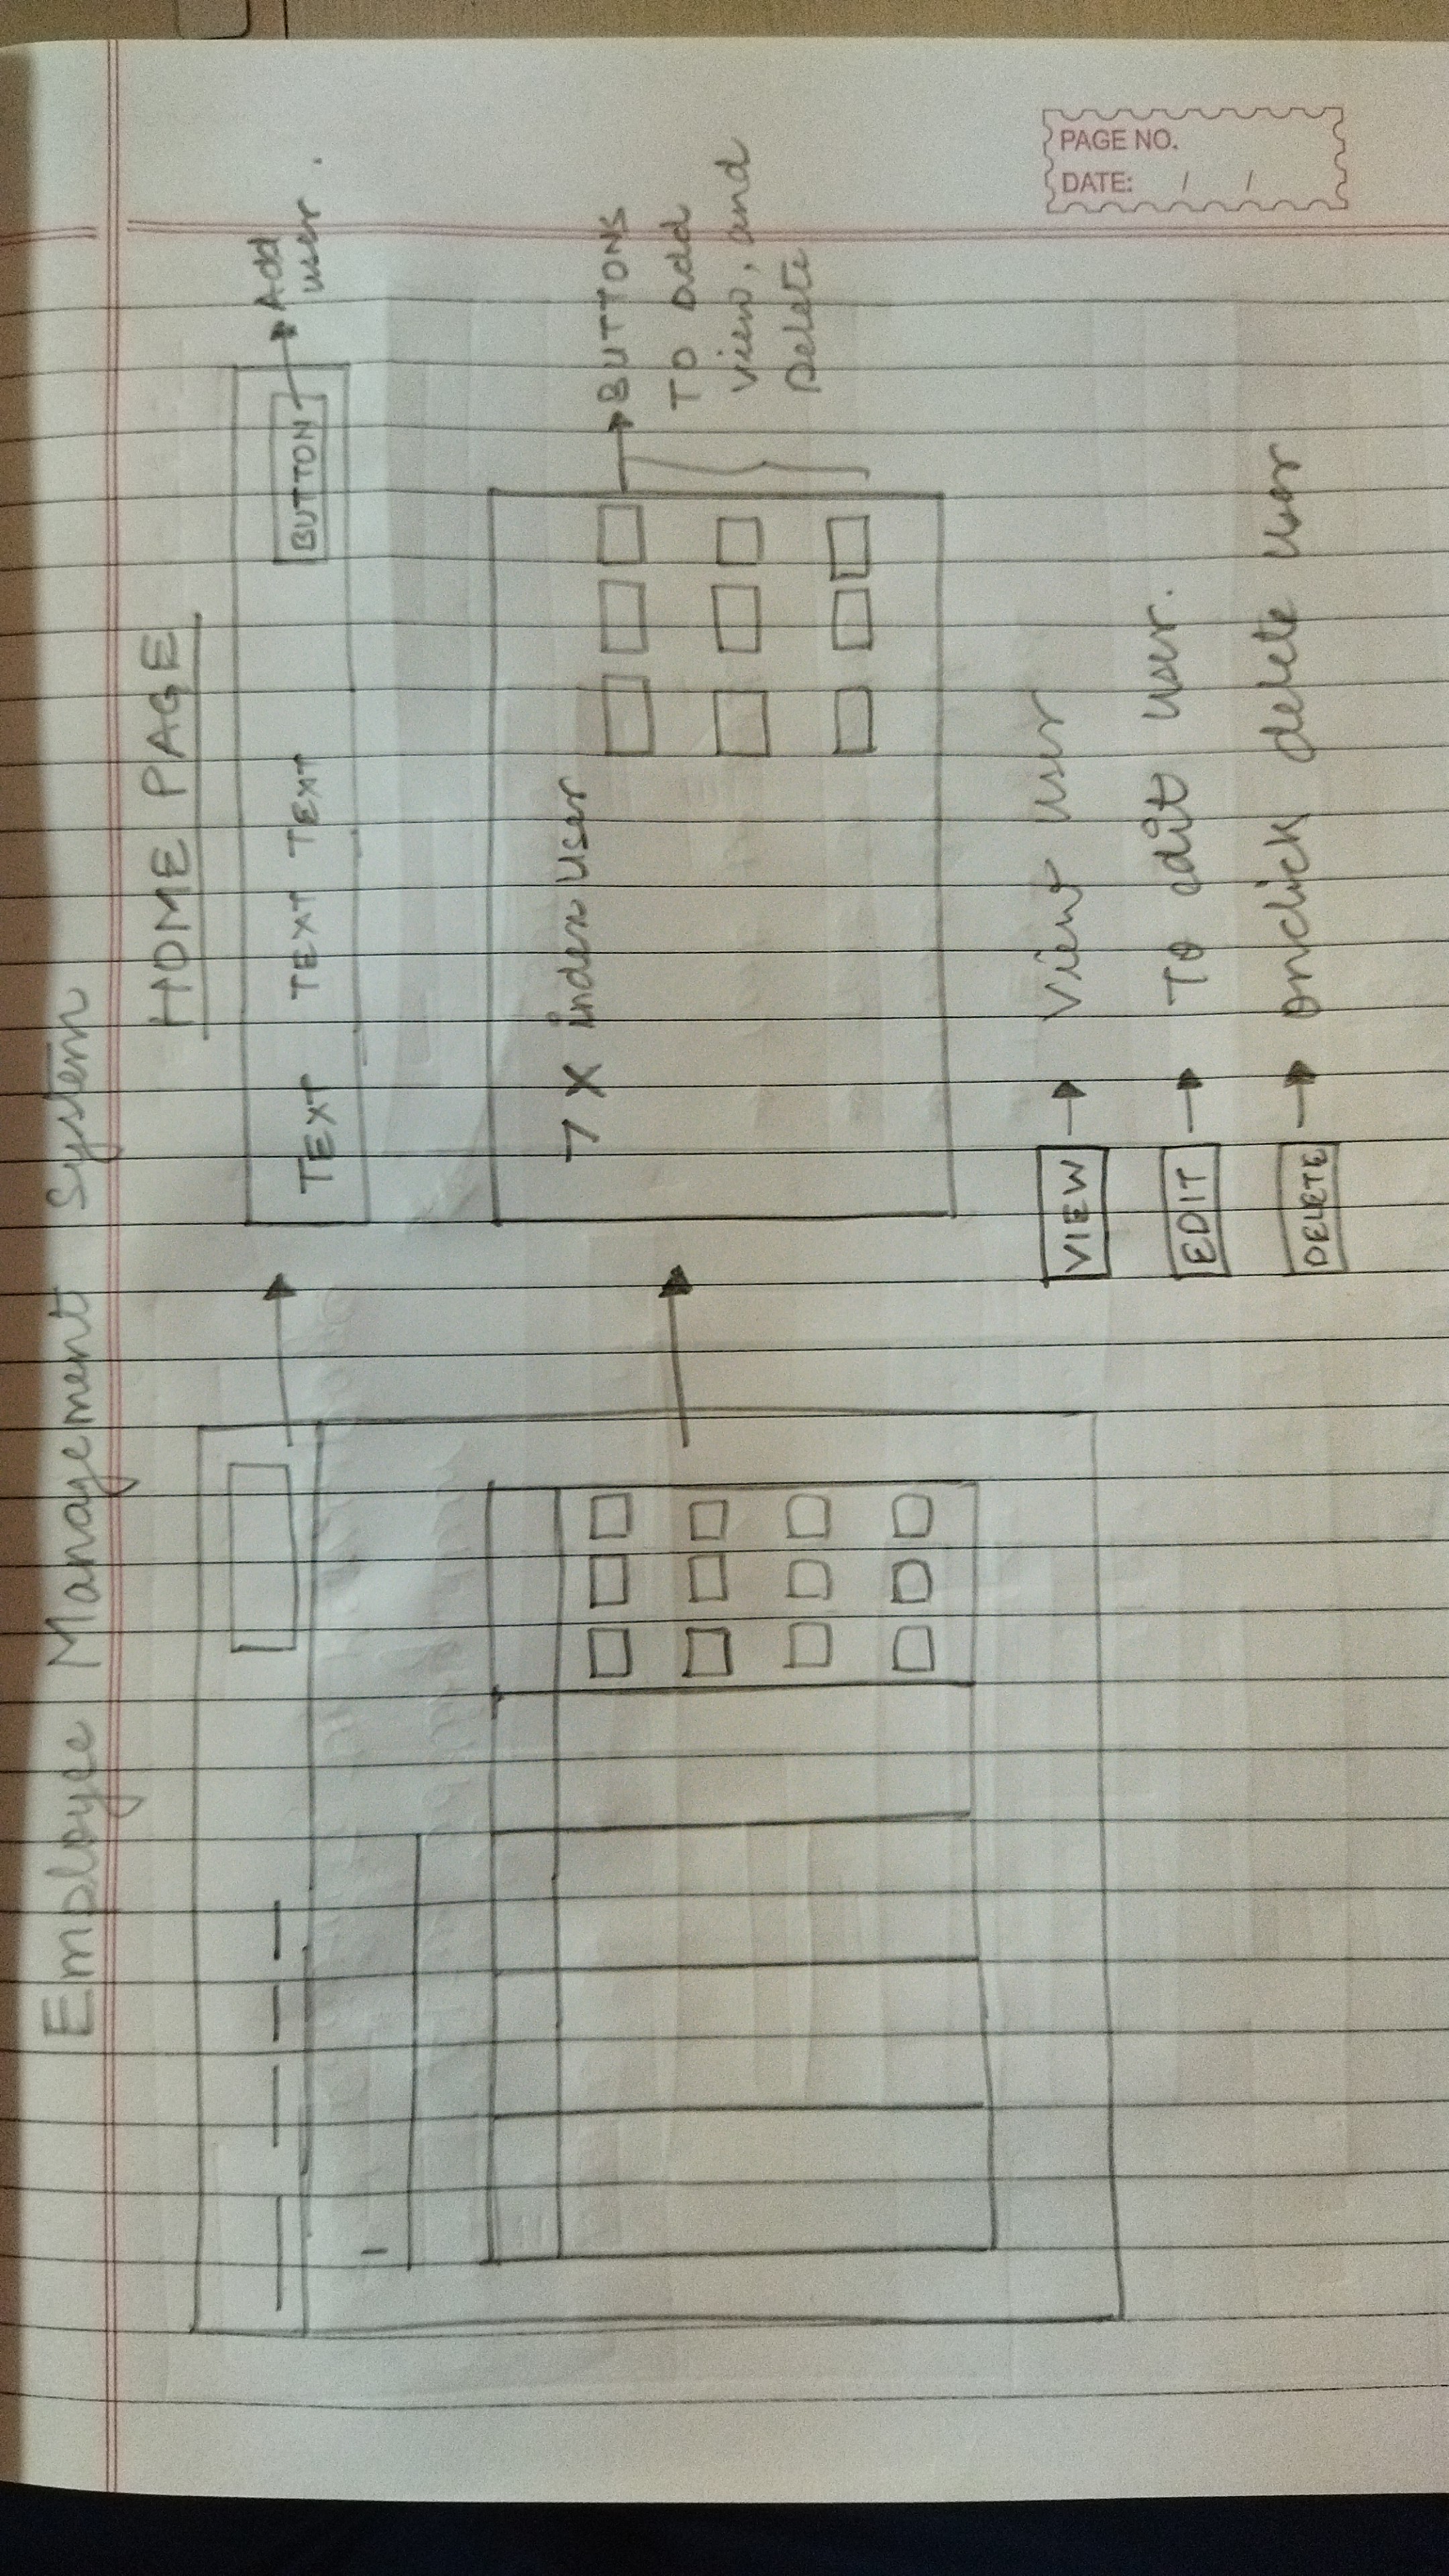 Employe Management System
HOME PAGE
PAGE NO.
DATE: / /
TEXT TEXT TEXT BUTTON
Add
user.
7 X index user
BUTTONS
TO add
view, and
Delete
VIEW → View user
EDIT → To edit user.
DELETE → onclick delete user